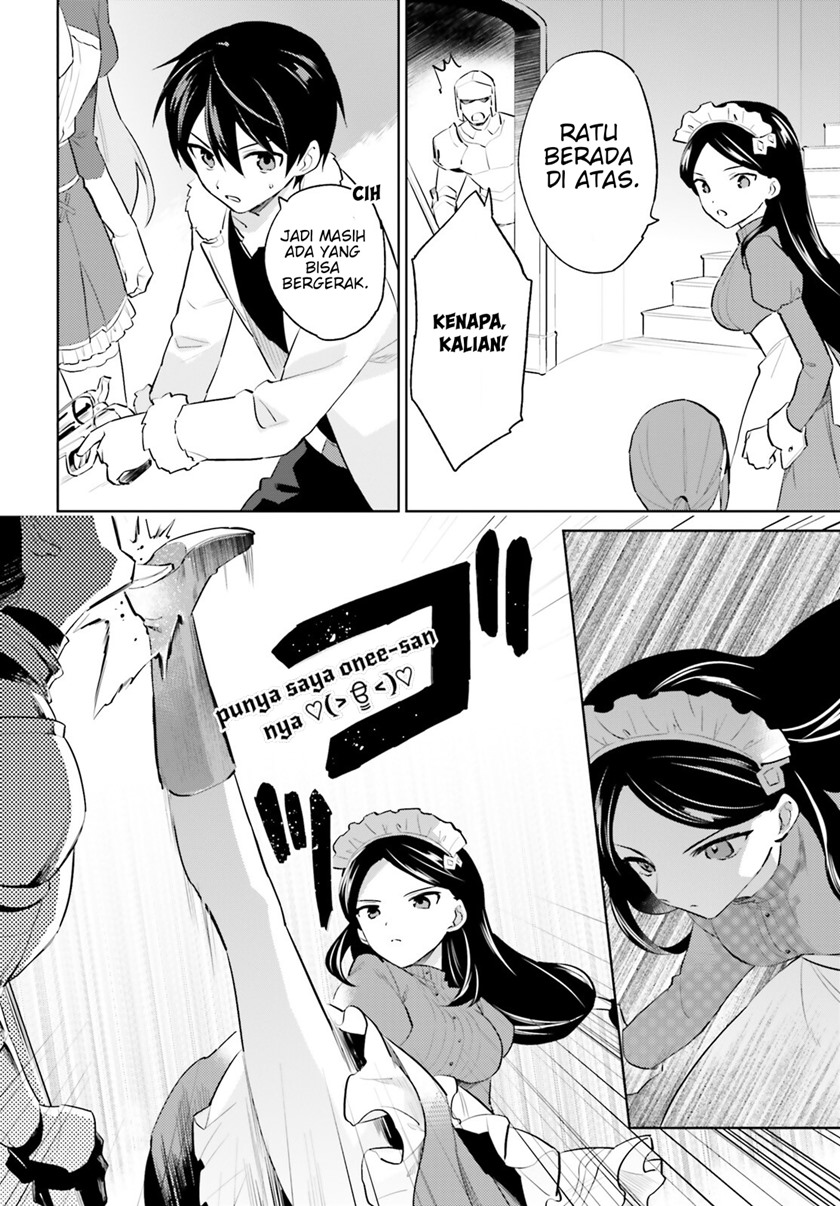 RATU
BERADA
DI ATAS.
KENAPA,
KALIAN!
CIH
JADI MASIH
ADA YANG
BISA
BERGERAK.
punya saya onee-san
nya